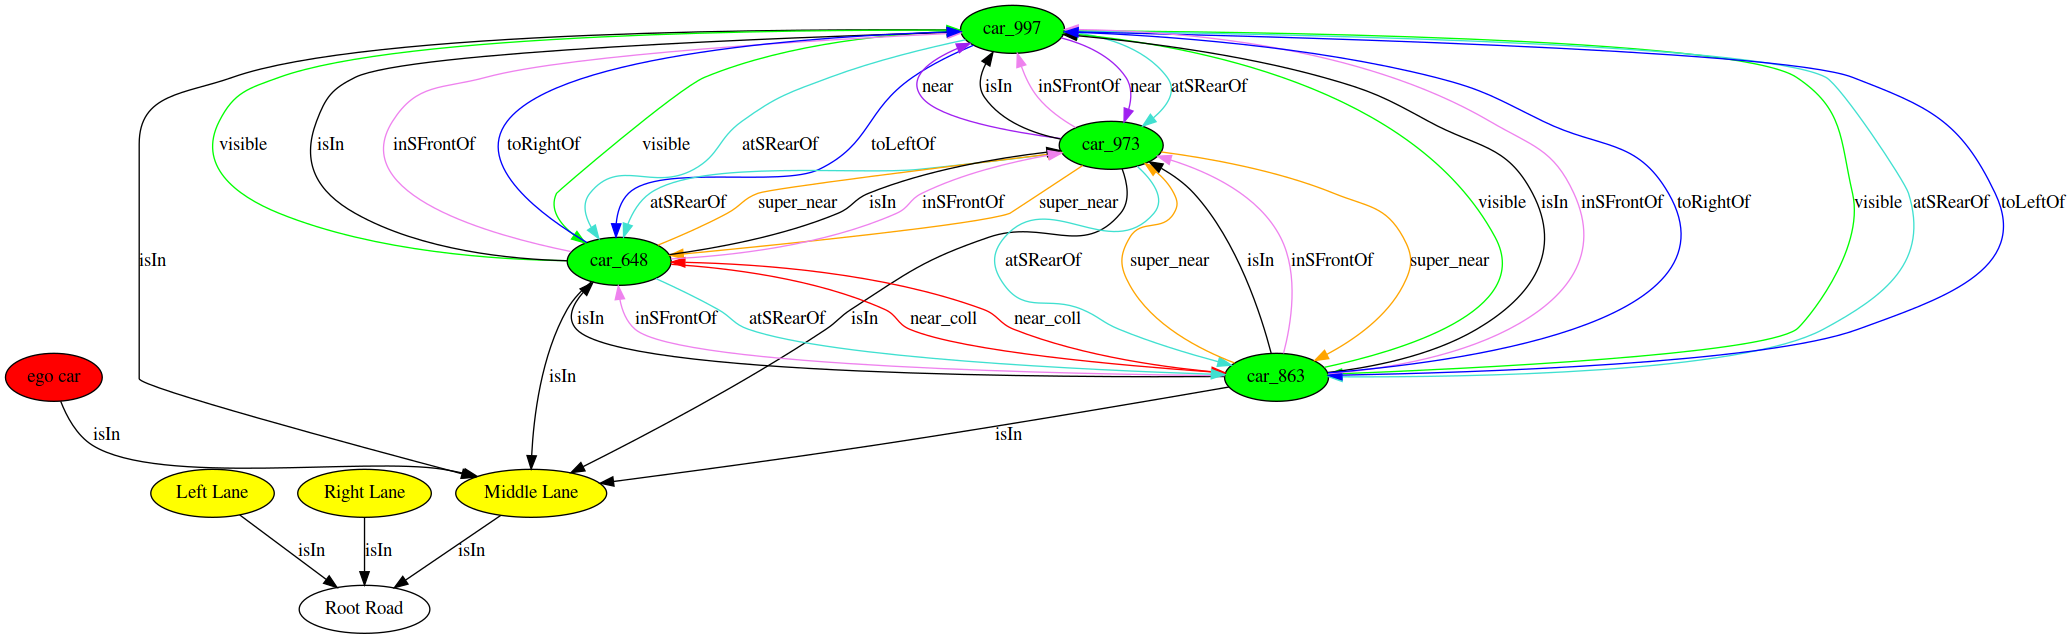 car_997
near
isIn
inSFrontOf
near
atSRearOf
visible
isIn
inSFrontOf
toRightOf
visible
atSRearOf
toLeftOf
car_973
atSRearOf
super_near
isIn
inSFrontOf
super_near
visible
isIn
inSFrontOf
toRightOf
visible
atSRearOf
toLeftOf
isIn
car_648
atSRearOf
super_near
isIn
inSFrontOf
super_near
isIn
inSFrontOf
atSRearOf
isIn
near_coll
near_coll
ego car
isIn
car_863
isIn
isIn
Left Lane
Right Lane
Middle Lane
isIn
isIn
isIn
Root Road